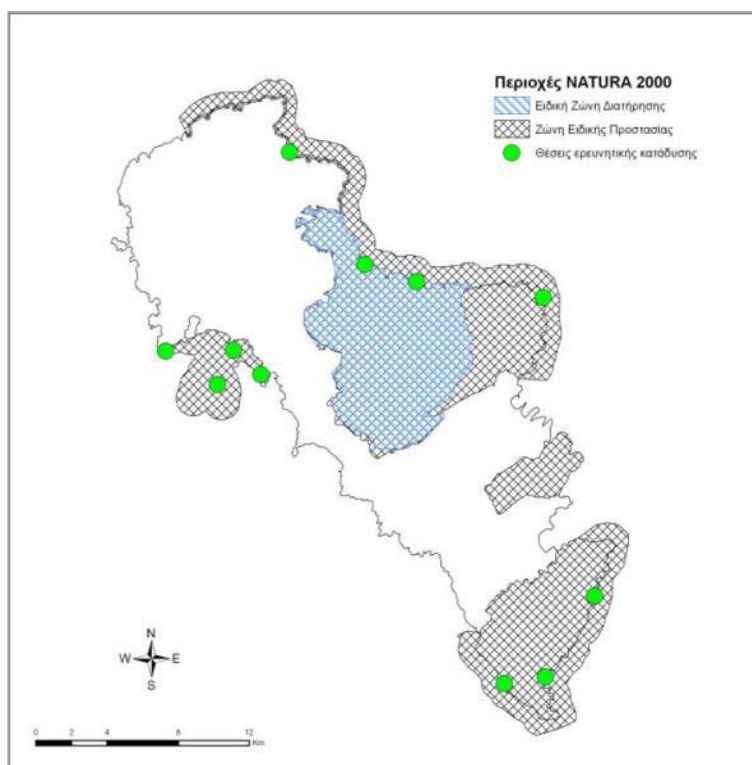 Περιοχές NATURA 2000
Ειδική Ζώνη Διατήρησης
Ζώνη Ειδικής Προστασίας
Θέσεις ερευνητικής κατάδυσης
N
W E
S
0 2 4 8 12
Km